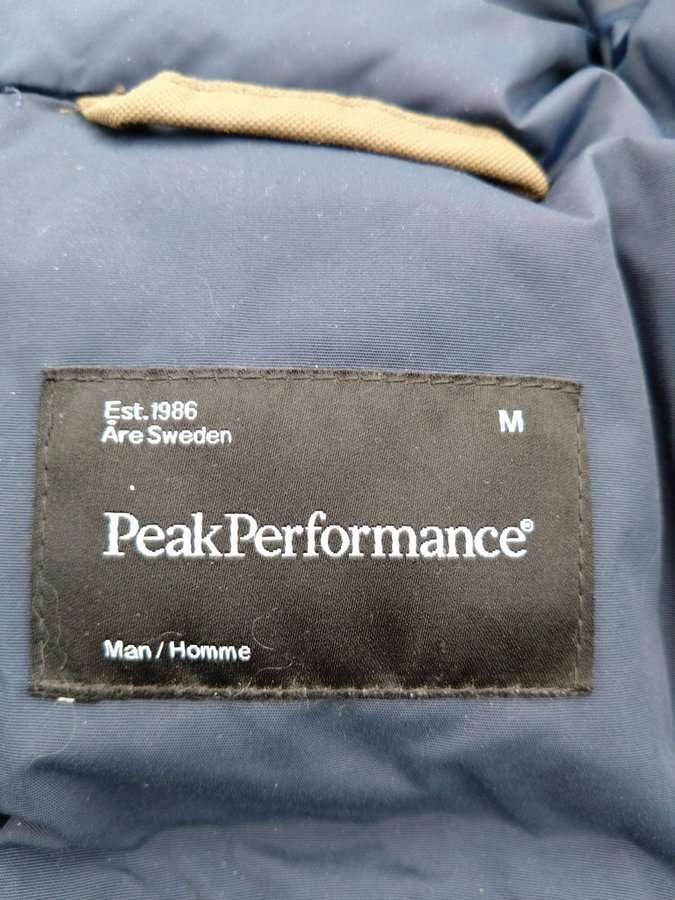 Est.1986
Åre Sweden
M
PeakPerformance®
Man / Homme